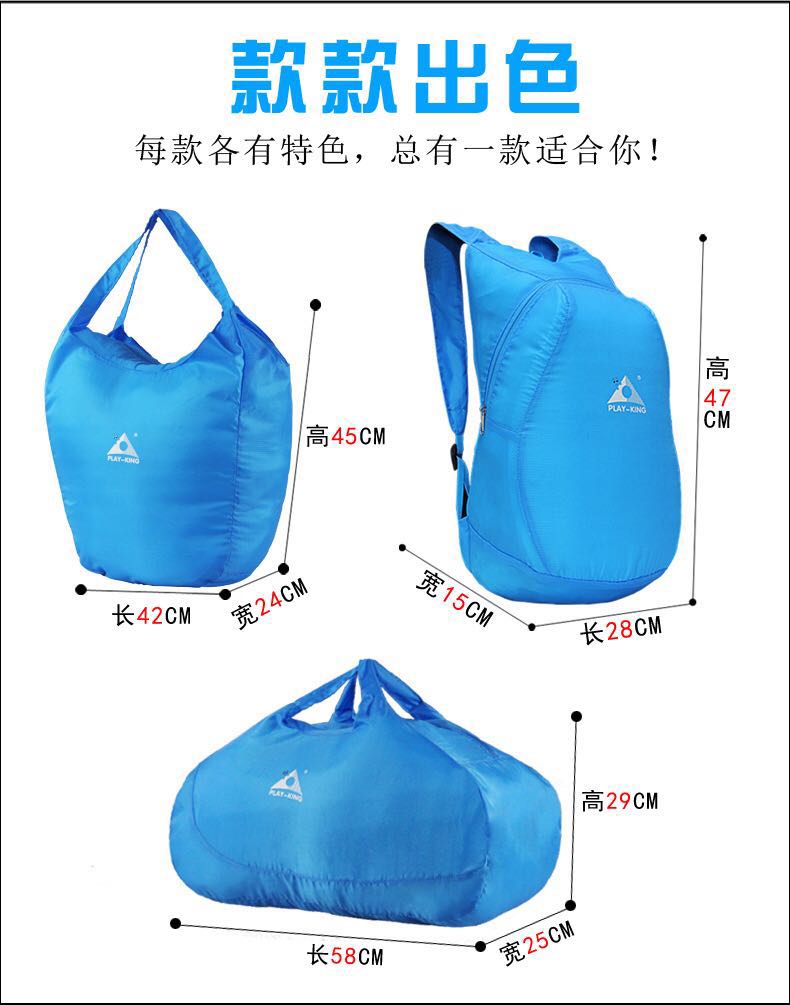 款款出色
每款各有特色，总有一款适合你！
PLAY-KING
高45CM
长42CM
宽24CM
PLAY-KING
高
47
CM
宽15CM
长28CM
PLAY-KING
高29CM
长58CM
宽25CM